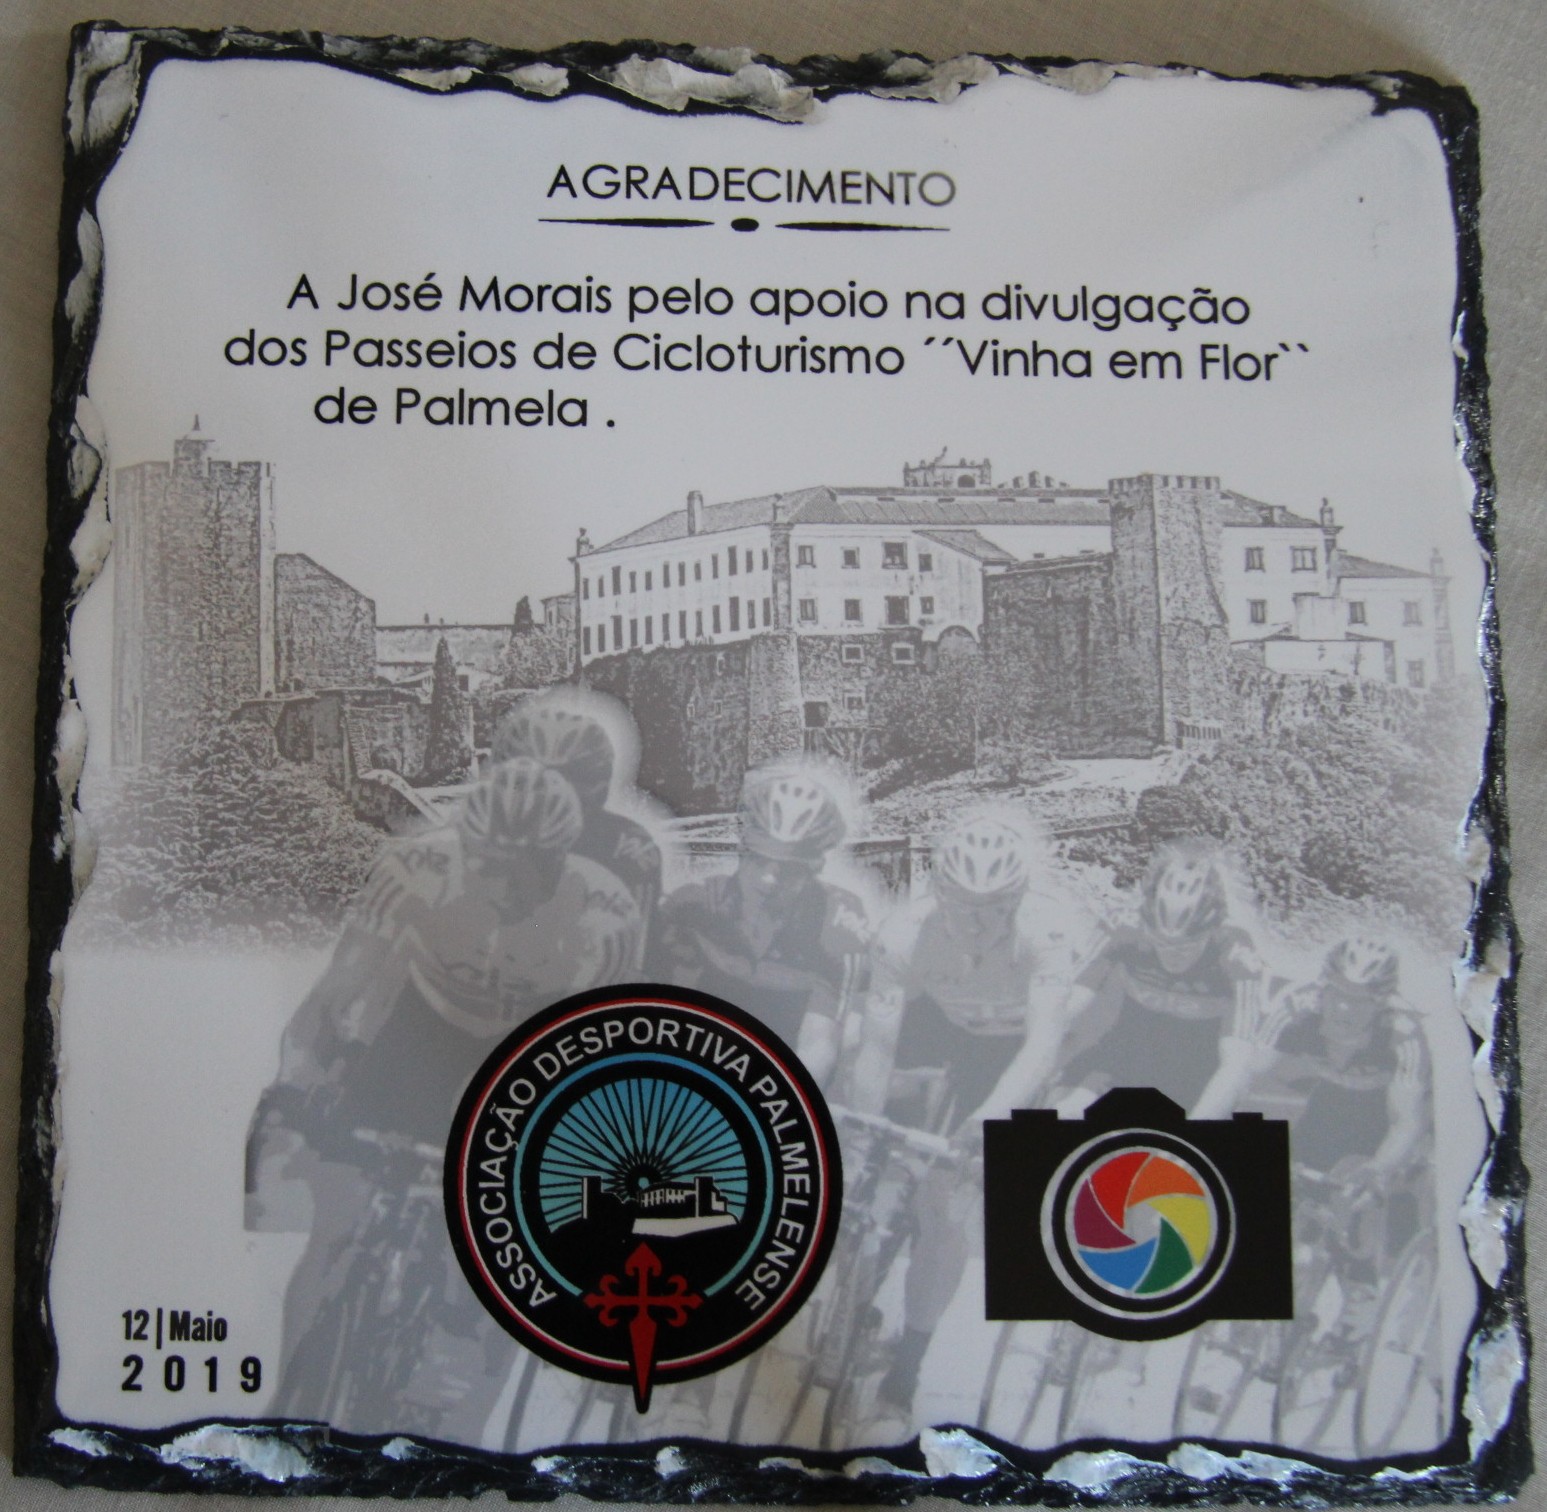 AGRADECIMENTO
A José Morais pelo apoio na divulgação
dos Passeios de Cicloturismo ´´Vinha em Flor``
de Palmela .
ASSOCIAÇÃO DESPORTIVA PALMELENSE
12|Maio
2019